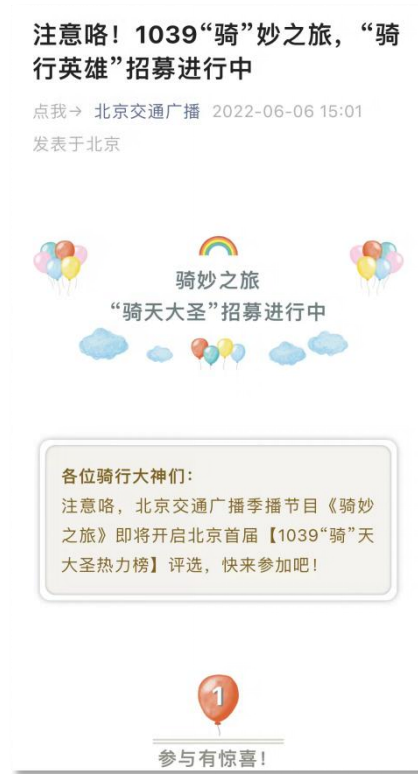 注意咯！1039“骑”妙之旅，“骑
行英雄”招募进行中
点我→ 北京交通广播 2022-06-06 15:01
发表于北京
骑妙之旅
“骑天大圣”招募进行中
各位骑行大神们：
注意咯，北京交通广播季播节目《骑妙
之旅》即将开启北京首届【1039“骑”天
大圣热力榜】评选，快来参加吧！
1
参与有惊喜！